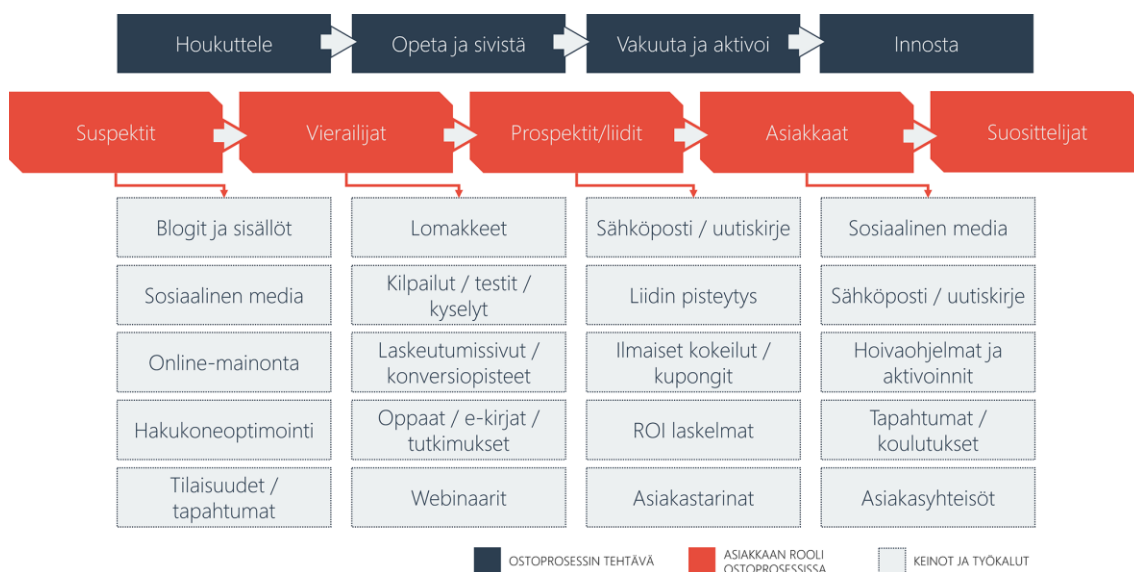 Houkuttele
Opeta ja sivistä
Vakuuta ja aktivoi
Innosta
Suspektit
Vierailijat
Prospektit/liidit
Asiakkaat
Suosittelijat
Blogit ja sisällöt
Lomakkeet
Sähköposti / uutiskirje
Sosiaalinen media
Sosiaalinen media
Kilpailut / testit /
kyselyt
Liidin pisteytys
Sähköposti / uutiskirje
Online-mainonta
Laskeutumissivut /
konversiopisteet
Ilmaiset kokeilut /
kupongit
Hoivaohjelmat ja
aktivoinnit
Hakukoneoptimointi
Oppaat / e-kirjat /
tutkimukset
ROI laskelmat
Tapahtumat /
koulutukset
Tilaisuudet /
tapahtumat
Webinaarit
Asiakastarinat
Asiakasyhteisöt
OSTOPROSESSIN TEHTÄVÄ
ASIAKKAAN ROOLI
OSTOPROSESSISSA
KEINOT JA TYÖKALUT